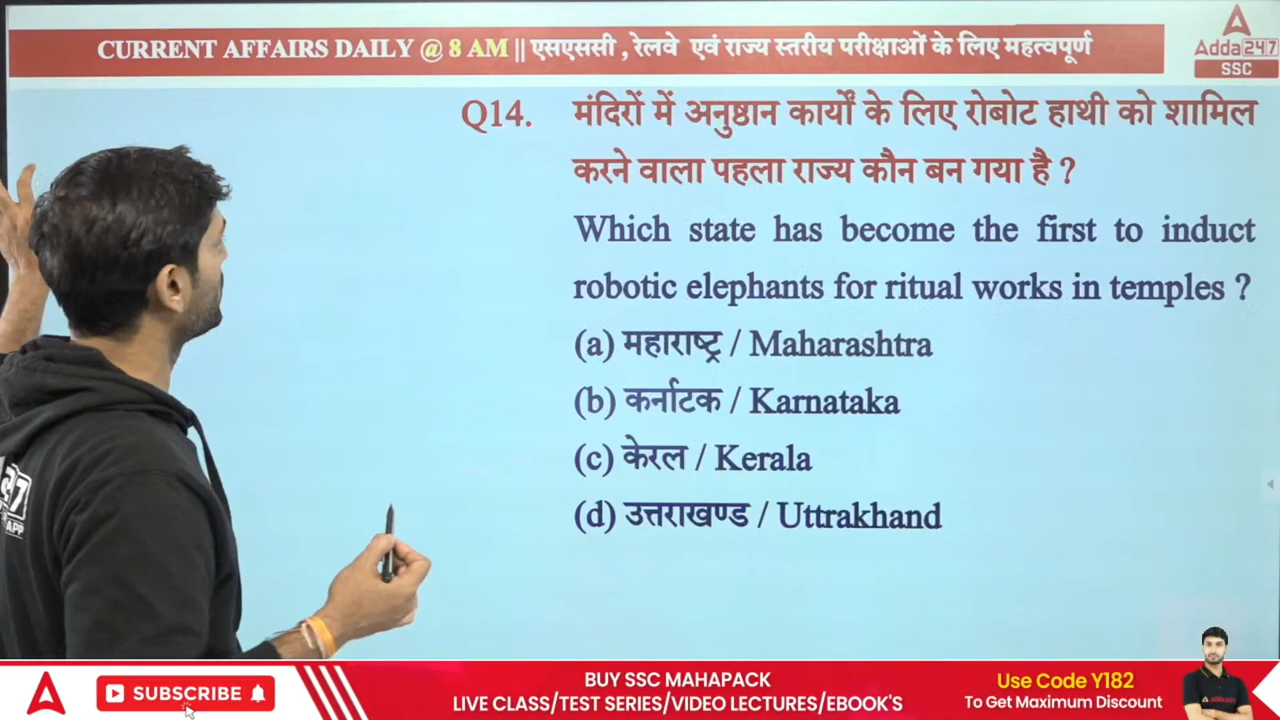 CURRENT AFFAIRS DAILY @ 8 AM || एसएससी , रेलवे एवं राज्य स्तरीय परीक्षाओं के लिए महत्वपूर्ण
Adda 247
SSC
Q14. मंदिरों में अनुष्ठान कार्यों के लिए रोबोट हाथी को शामिल
करने वाला पहला राज्य कौन बन गया है ?
Which state has become the first to induct
robotic elephants for ritual works in temples ?
(a) महाराष्ट्र / Maharashtra
(b) कर्नाटक / Karnataka
(c) केरल / Kerala
(d) उत्तराखण्ड / Uttrakhand
APP
SUBSCRIBE
BUY SSC MAHAPACK
LIVE CLASS/TEST SERIES/VIDEO LECTURES/EBOOK'S
Use Code Y182
To Get Maximum Discount